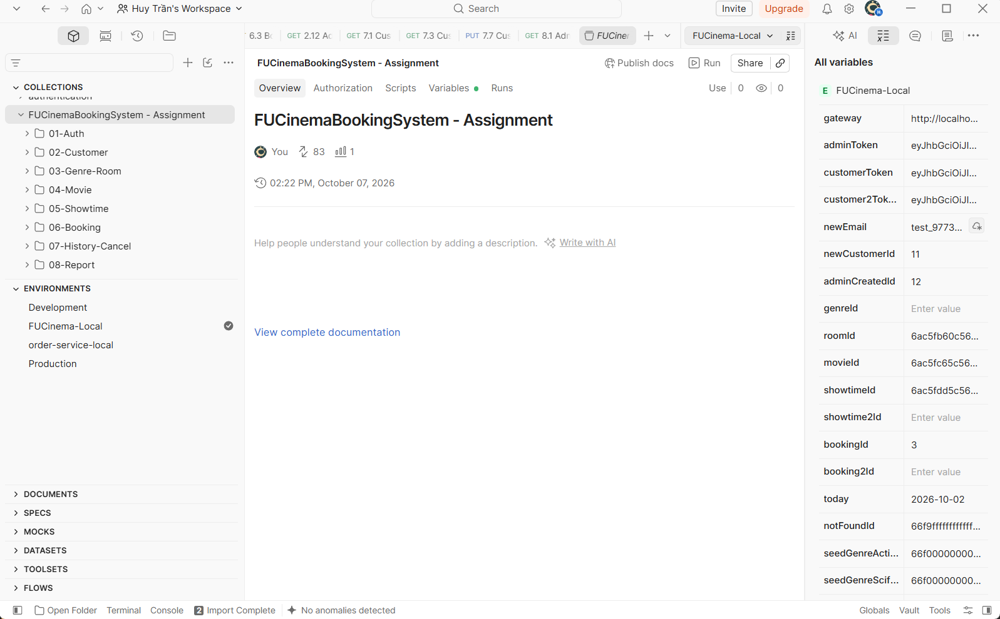 Huy Trần's Workspace
Search
Invite
Upgrade
H
6.3 Bo
GET 2.12 Ac
GET 7.1 Cus
GET 7.3 Cus
PUT 7.7 Cus
GET 8.1 Adn
FUCiner
FUCinema-Local
AI
FUCinemaBookingSystem - Assignment
Publish docs
Run
Share
All variables
COLLECTIONS
authentication
FUCinemaBookingSystem - Assignment
01-Auth
02-Customer
03-Genre-Room
04-Movie
05-Showtime
06-Booking
07-History-Cancel
08-Report
ENVIRONMENTS
Development
FUCinema-Local
order-service-local
Production
DOCUMENTS
SPECS
MOCKS
DATASETS
TOOLSETS
FLOWS
Overview
Authorization
Scripts
Variables
Runs
Use 0 0
FUCinemaBookingSystem - Assignment
You 83 1
02:22 PM, October 07, 2026
Help people understand your collection by adding a description.
Write with AI
View complete documentation
E FUCinema-Local
gateway http://localho...
adminToken eyJhbGciOiJI...
customerToken eyJhbGciOiJI...
customer2Tok... eyJhbGciOiJI...
newEmail test_9773...
newCustomerId 11
adminCreatedId 12
genreId Enter value
roomId 6ac5fb60c56...
movieId 6ac5fc65c56...
showtimeId 6ac5fdd5c56...
showtime2Id Enter value
bookingId 3
booking2Id Enter value
today 2026-10-02
notFoundId 66f9fffffffffffff...
seedGenreActi... 66f00000000...
seedGenreScif... 66f00000000...
Open Folder
Terminal
Console
2 Import Complete
No anomalies detected
Globals
Vault
Tools